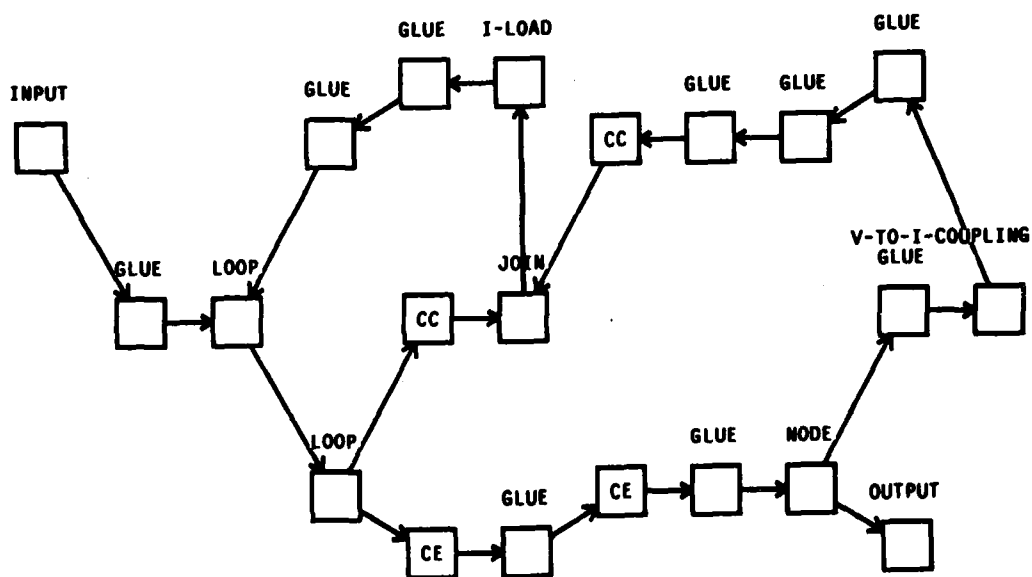 GLUE
GLUE I-LOAD
INPUT
GLUE
GLUE GLUE
CC
V-TO-I-COUPLING
GLUE
GLUE LOOP
JOIN
CC
LOOP
GLUE NODE
CE
GLUE
OUTPUT
CE